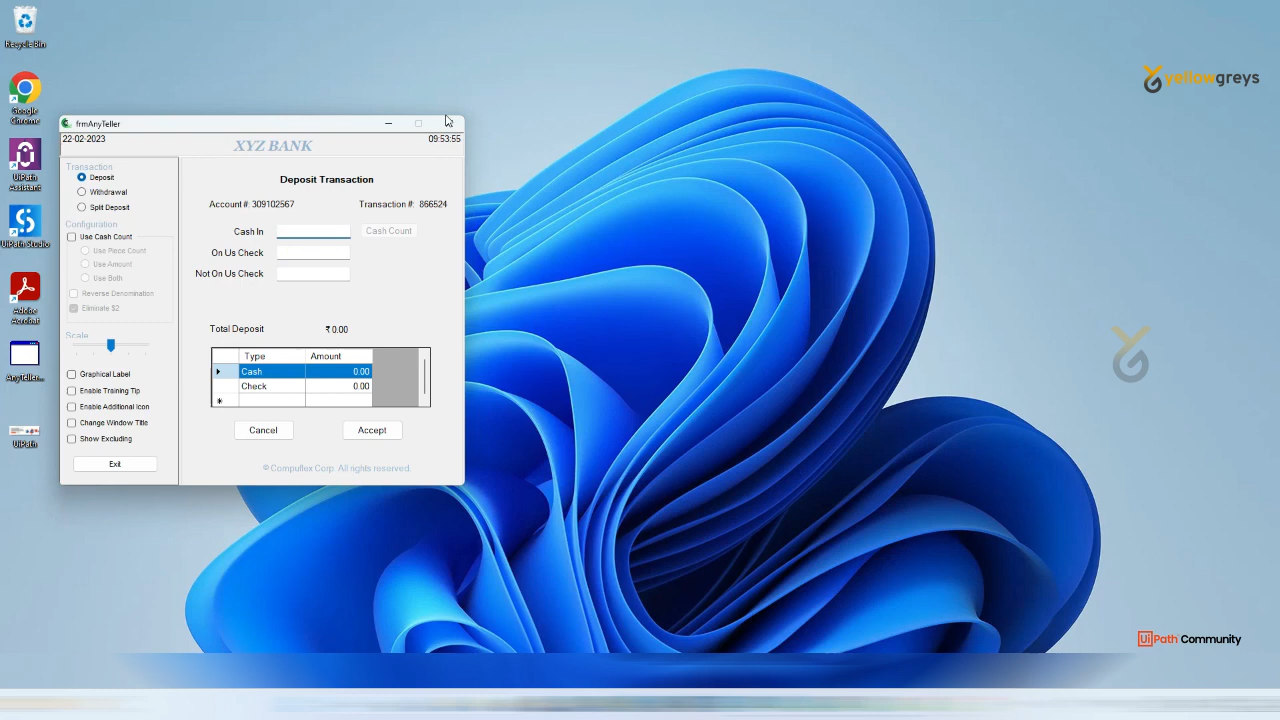 Recycle Bin
Google Chrome
UiPath Assistant
UiPath Studio
Adobe Acrobat
AnyTeller...
UiPath
yellowgreys
frmAnyTeller
22-02-2023
XYZ BANK
09:53:55
Transaction
Deposit
Withdrawal
Split Deposit
Configuration
Use Cash Count
Use Piece Count
Use Amount
Use Both
Reverse Denomination
Eliminate $2
Scale
Graphical Label
Enable Training Tip
Enable Additional Icon
Change Window Title
Show Excluding
Exit
Deposit Transaction
Account #: 309102567 Transaction #: 866524
Cash In Cash Count
On Us Check
Not On Us Check
Total Deposit ₹ 0.00
Type Amount
Cash 0.00
Check 0.00
Cancel Accept
© Compuflex Corp. All rights reserved.
UiPath Community